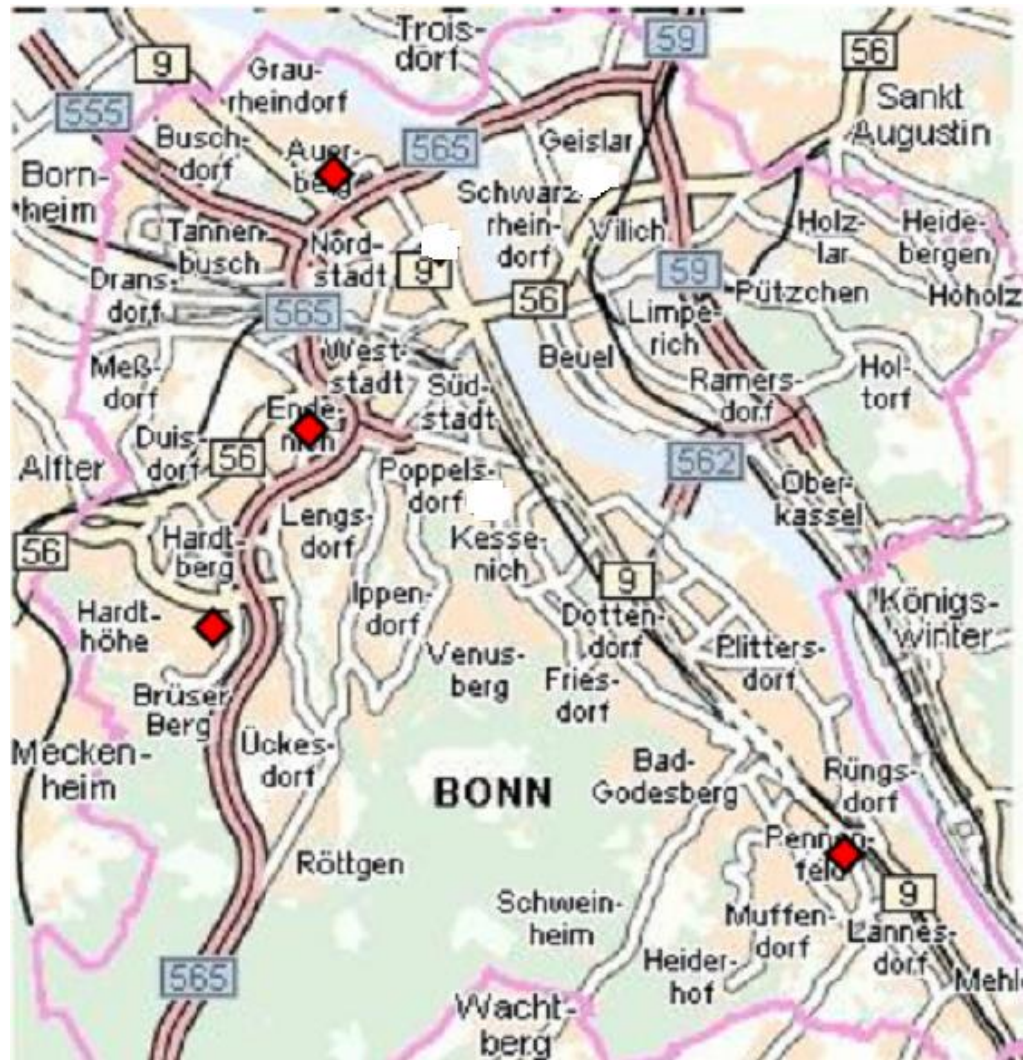 Trois-
dorf
59
56
9
Grau-
rheindorf
555
Sankt
Augustin
Busch-
dorf
Auer-
berg
565
Geislar
Born-
heim
Schwarz-
rhein-
dorf
Vilich
Holz-
lar
Heide-
bergen
Tannen-
busch
Nord-
stadt
9
59
Drans-
dorf
565
56
Pützchen
Hoholz
Limpe-
rich
Meß-
dorf
West-
stadt
Beuel
Süd-
stadt
Ramers-
dorf
Hol-
torf
Ende-
nich
Duis-
dorf
56
Alfter
Poppels-
dorf
562
Ober-
kassel
Lengs-
dorf
Hardt-
berg
56
Kesse-
nich
9
Ippen-
dorf
Hardt-
höhe
Dotten-
dorf
Königs-
winter
Venus-
berg
Plitters-
dorf
Fries-
dorf
Brüser
Berg
Mecken-
heim
Ückes-
dorf
BONN
Bad-
Godesberg
Rüngs-
dorf
Röttgen
Pennen-
feld
9
Schwein-
heim
Muffen-
dorf
Lannes-
dorf
Heider-
hof
565
Mehle
Wacht-
berg